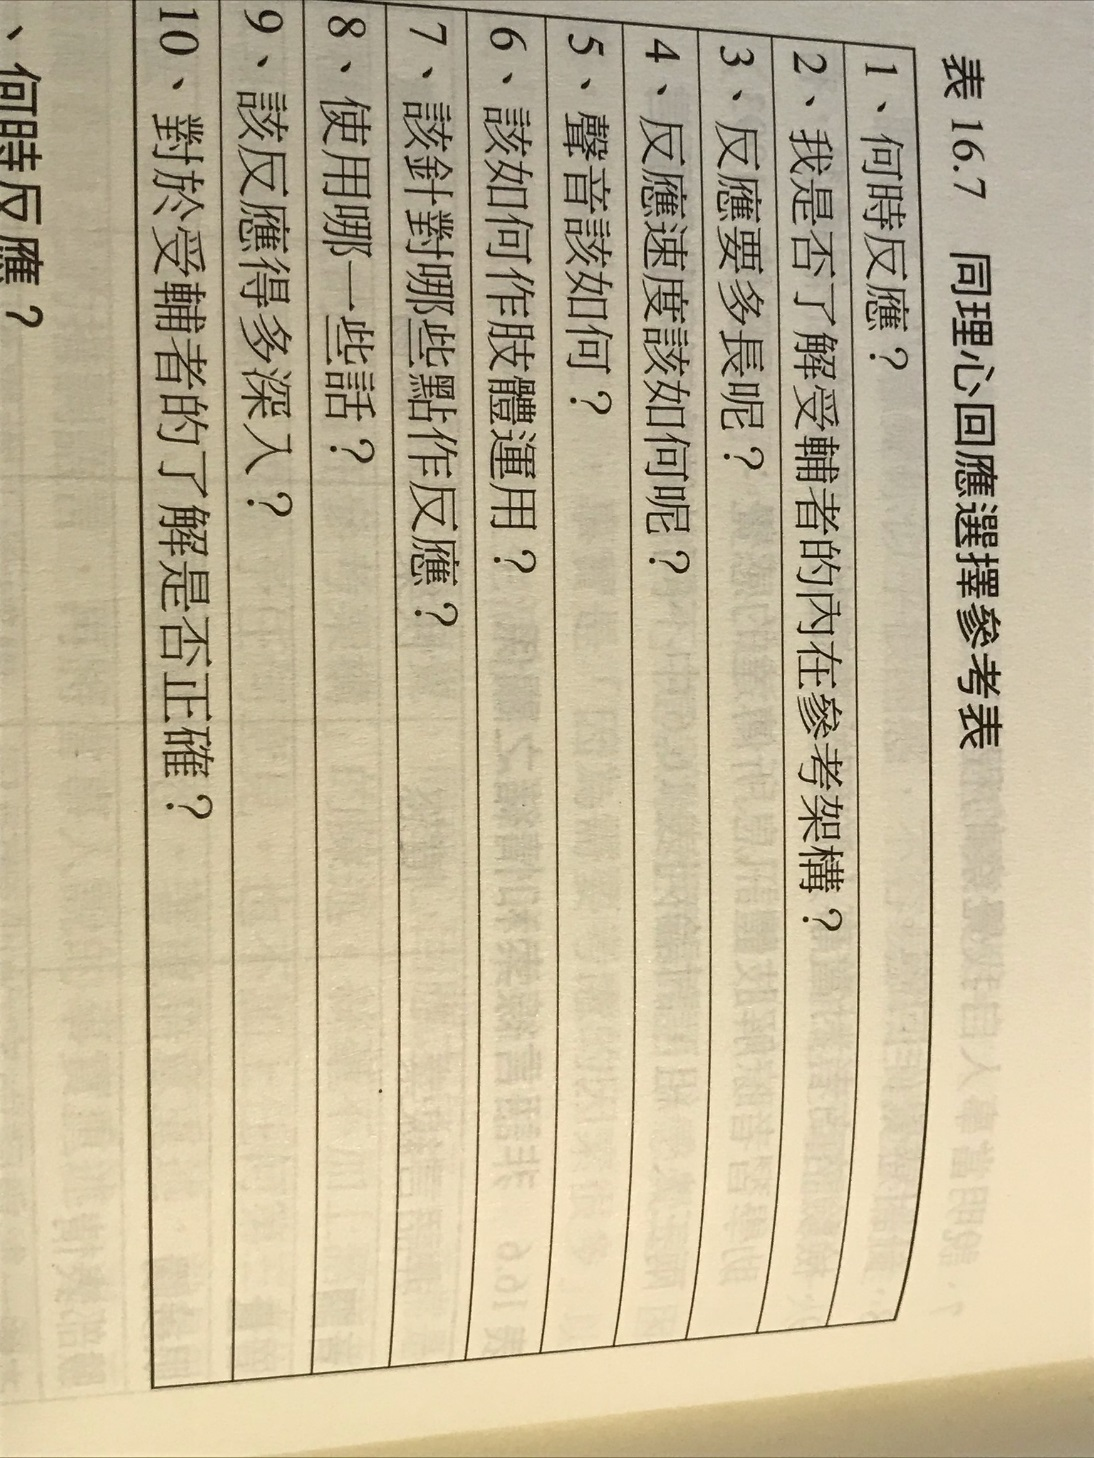 表 16.7 同理心回應選擇參考表
1、何時反應？
2、我是否了解受輔者的內在參考架構？
3、反應要多長呢？
4、反應速度該如何呢？
5、聲音該如何？
6、該如何作肢體運用？
7、該針對哪些點作反應？
8、使用哪一些話？
9、該反應得多深入？
10、對於受輔者的了解是否正確？
、何時反應？